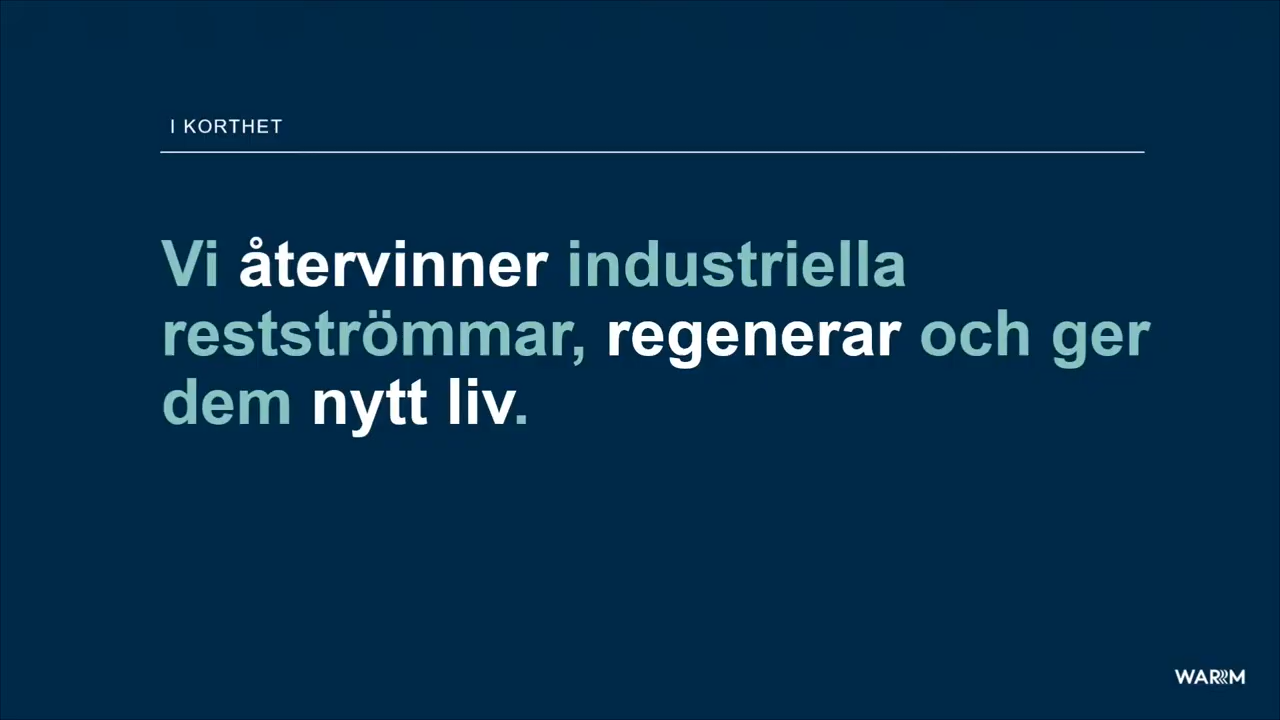 I KORTHET
Vi återvinner industriella
restströmmar, regenerar och ger
dem nytt liv.
WARM